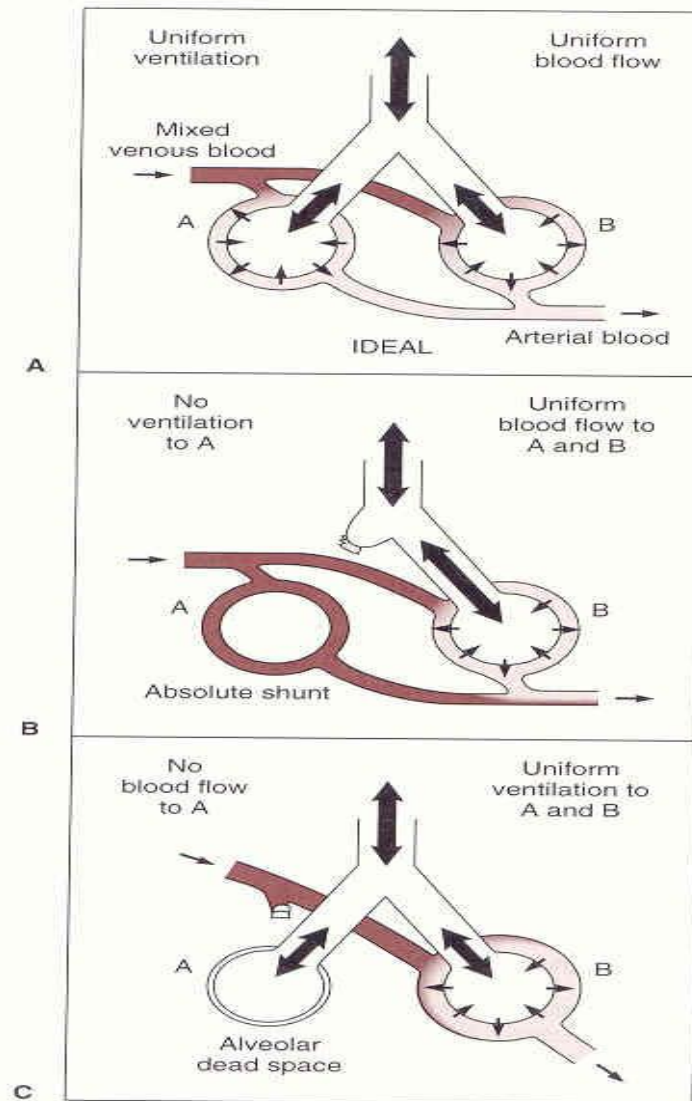 Uniform
ventilation
Uniform
blood flow
Mixed
venous blood
A
B
IDEAL
Arterial blood
A
No
ventilation
to A
Uniform
blood flow to
A and B
A
B
Absolute shunt
B
No
blood flow
to A
Uniform
ventilation to
A and B
A
B
Alveolar
dead space
C